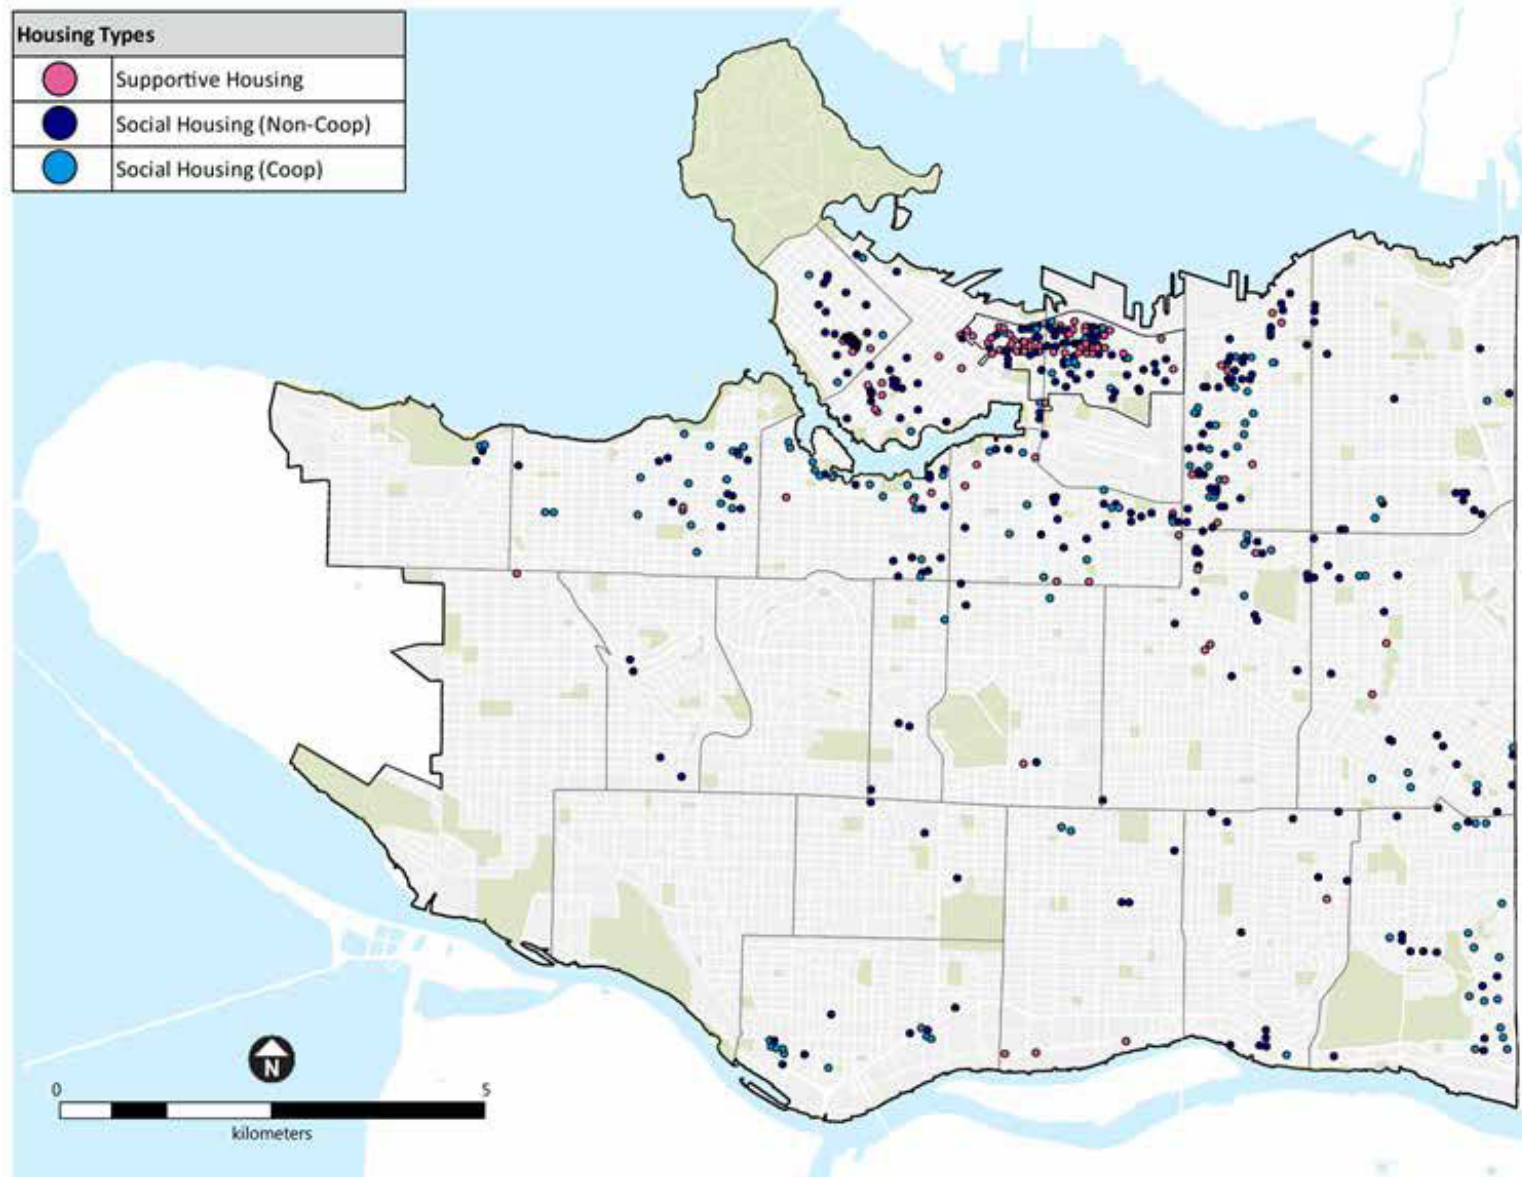 Housing Types
Supportive Housing
Social Housing (Non-Coop)
Social Housing (Coop)
N
0 5
kilometers